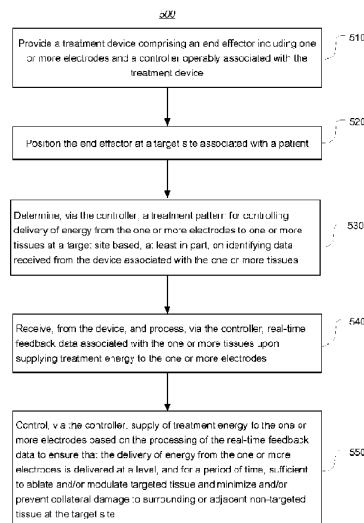 500
Provide a treatment device comprising an end effector including one
or more electrodes and a controller operably associated with the
treatment device
510
Position the end effector at a target site associated with a patient
520
Determine, via the controller, a treatment pattern for controlling
delivery of energy from the one or more electrodes to one or more
tissues at a target site based, at least in part, on identifying data
received from the device associated with the one or more tissues
530
Receive, from the device, and process, via the controller, real-time
feedback data associated with the one or more tissues upon
supplying treatment energy to the one or more electrodes
540
Control, via the controller, supply of treatment energy to the one or
more electrodes based on the processing of the real-time feedback
data to ensure that the delivery of energy from the one or more
electrodes is delivered at a level, and for a period of time, sufficient
to ablate and/or modulate targeted tissue and minimize and/or
prevent collateral damage to surrounding or adjacent non-targeted
tissue at the target site
550